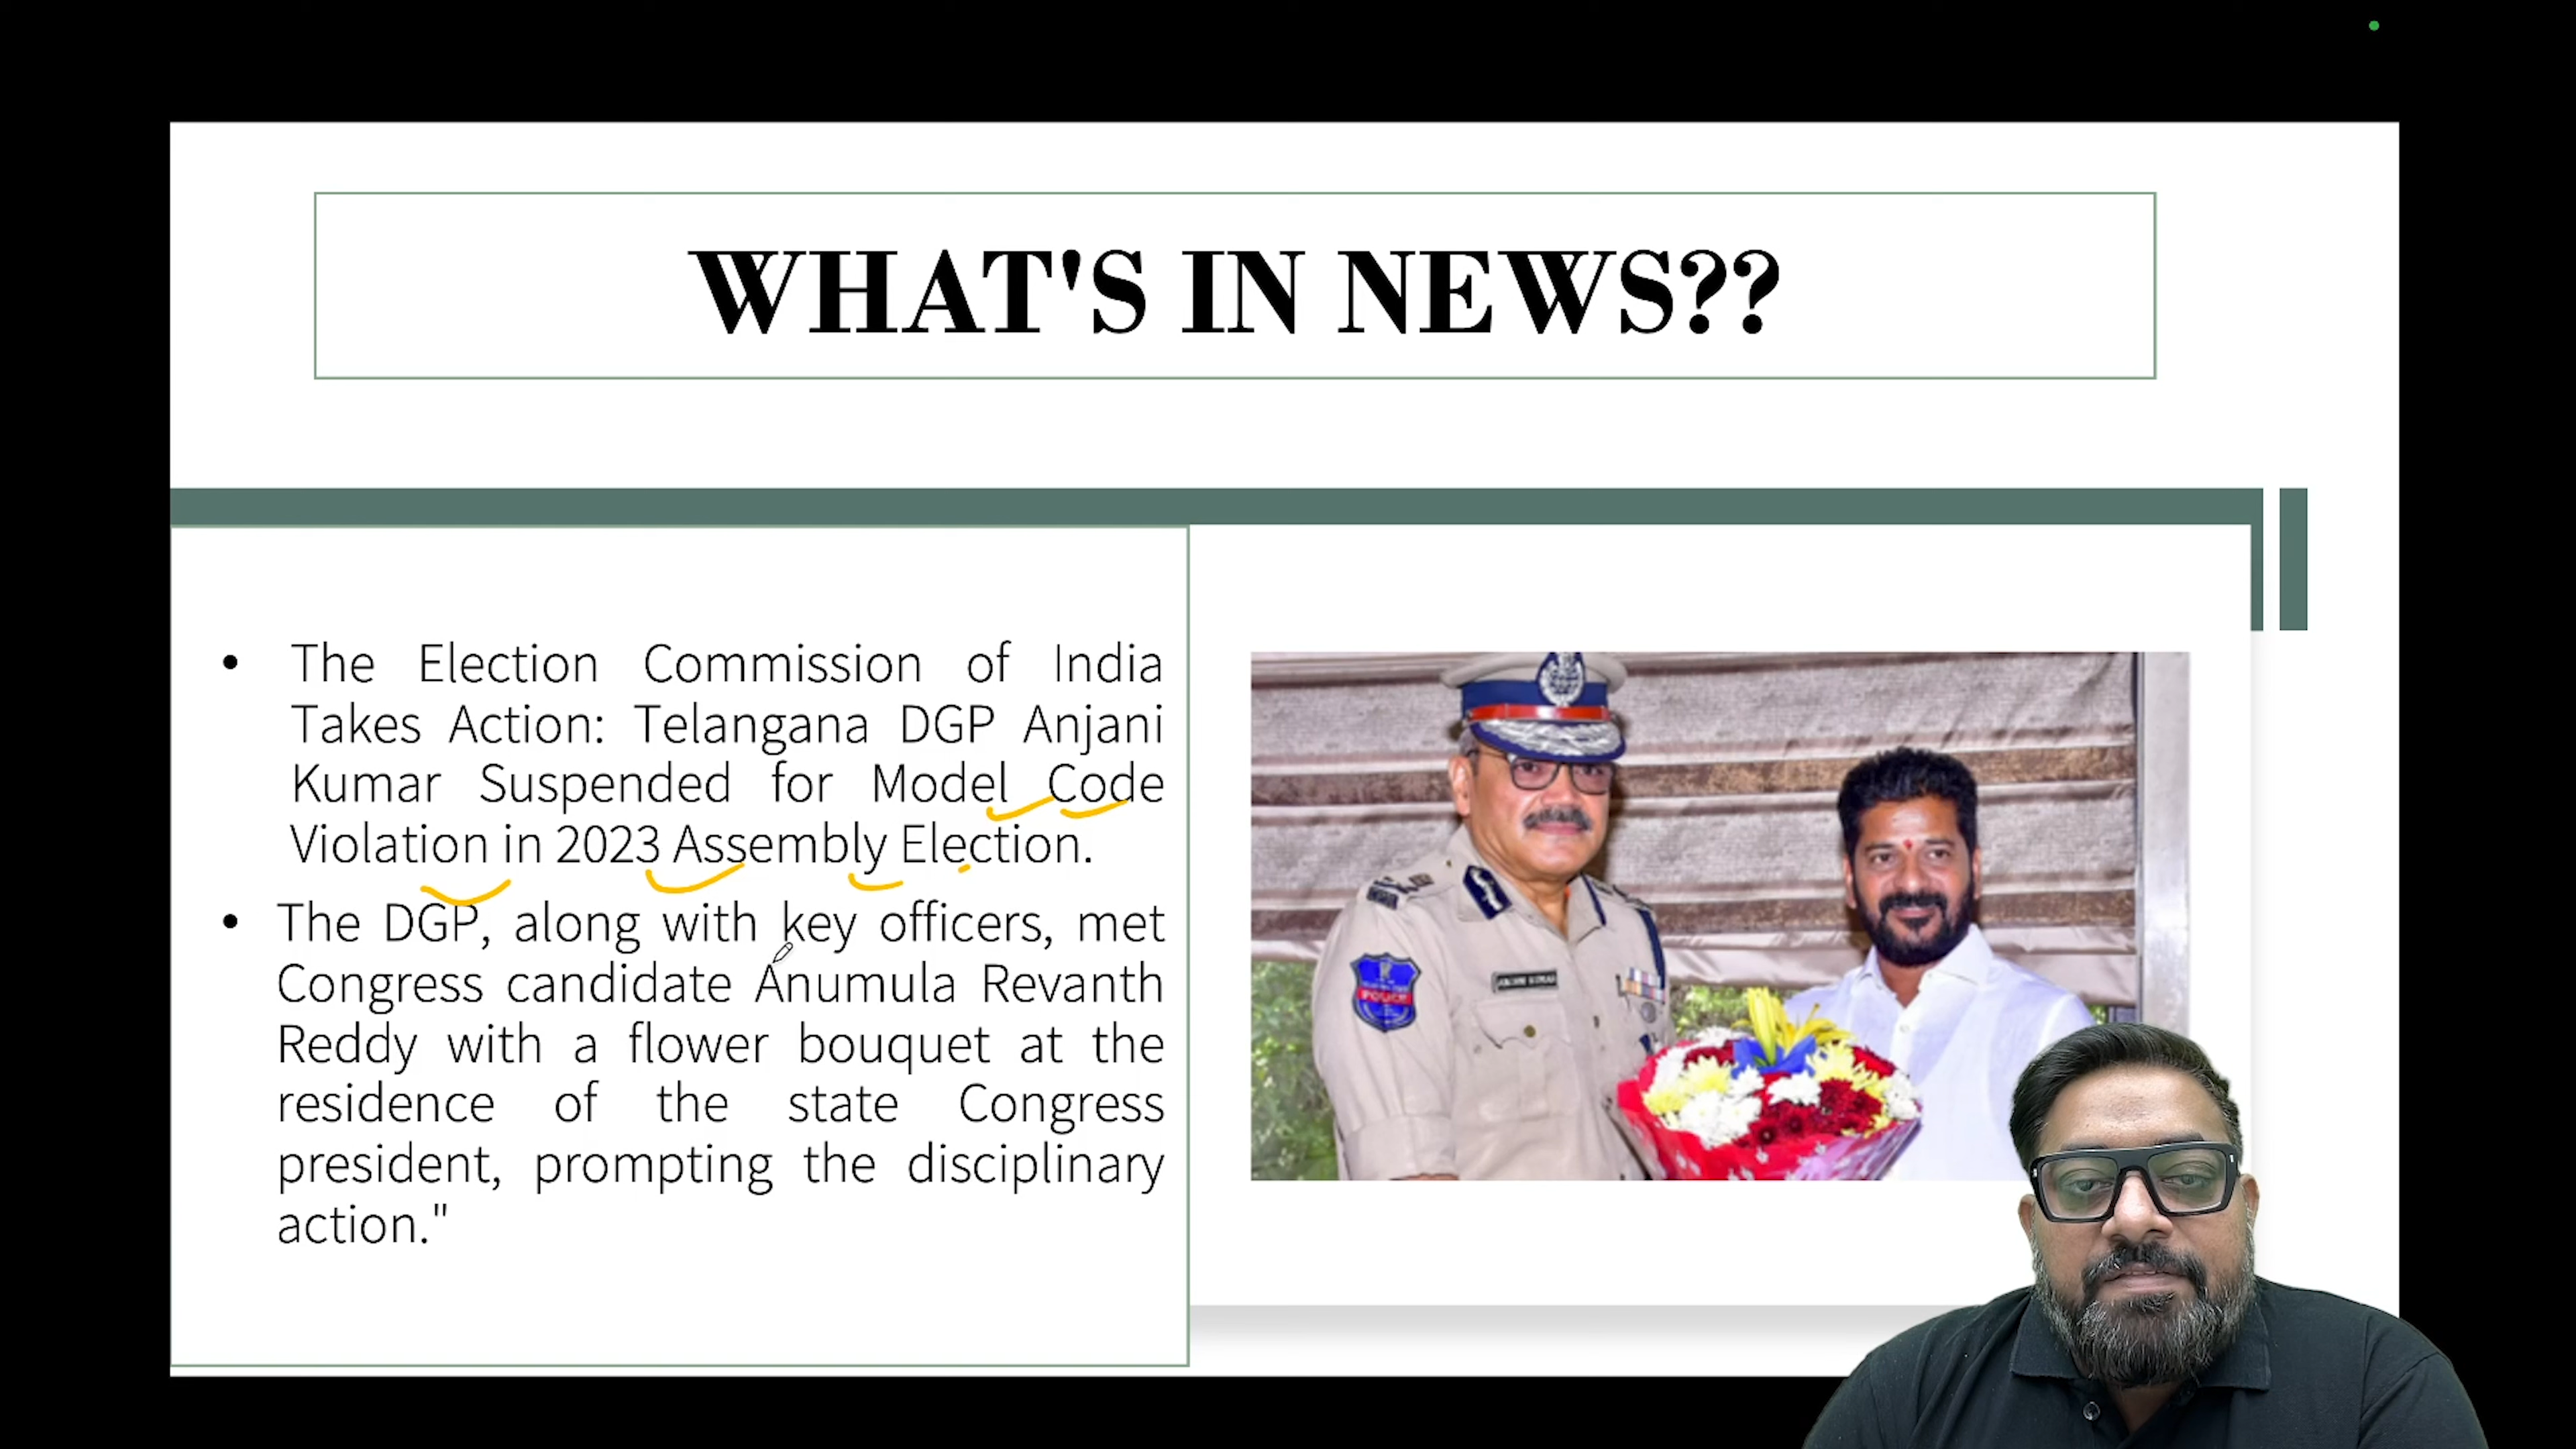 WHAT'S IN NEWS??
• The Election Commission of India
Takes Action: Telangana DGP Anjani
Kumar Suspended for Model Code
Violation in 2023 Assembly Election.
• The DGP, along with key officers, met
Congress candidate Anumula Revanth
Reddy with a flower bouquet at the
residence of the state Congress
president, prompting the disciplinary
action."
POLICE